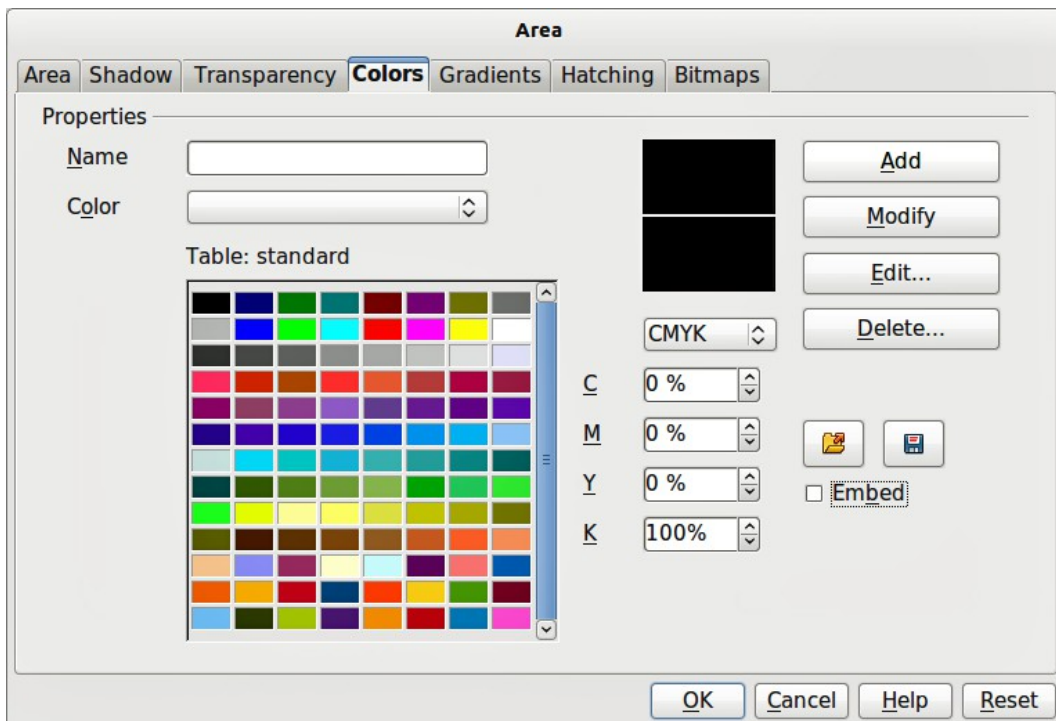 Area
Area Shadow Transparency Colors Gradients Hatching Bitmaps
Properties
Name
Add
Color
Modify
Table: standard
Edit...
CMYK
Delete...
C 0 %
M 0 %
Y 0 %
Embed
K 100%
OK Cancel Help Reset